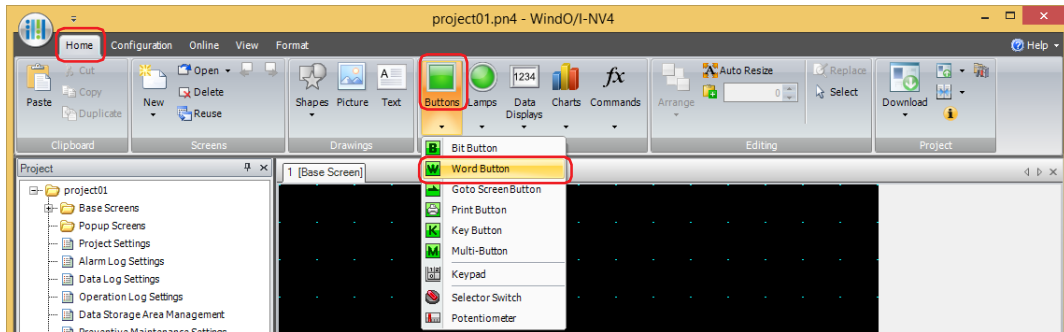 project01.pn4 - WindO/I-NV4
Home Configuration Online View Format Help
Cut Open Auto Resize Replace
Copy Delete 0 Select
Paste Duplicate New Reuse Shapes Picture Text Buttons Lamps Data Displays Charts Commands Arrange Download
Clipboard Screens Drawings Editing Project
Project
1 [Base Screen]
project01
Base Screens
Popup Screens
Project Settings
Alarm Log Settings
Data Log Settings
Operation Log Settings
Data Storage Area Management
Preventive Maintenance Settings
B Bit Button
W Word Button
Goto Screen Button
Print Button
K Key Button
M Multi-Button
Keypad
Selector Switch
Potentiometer